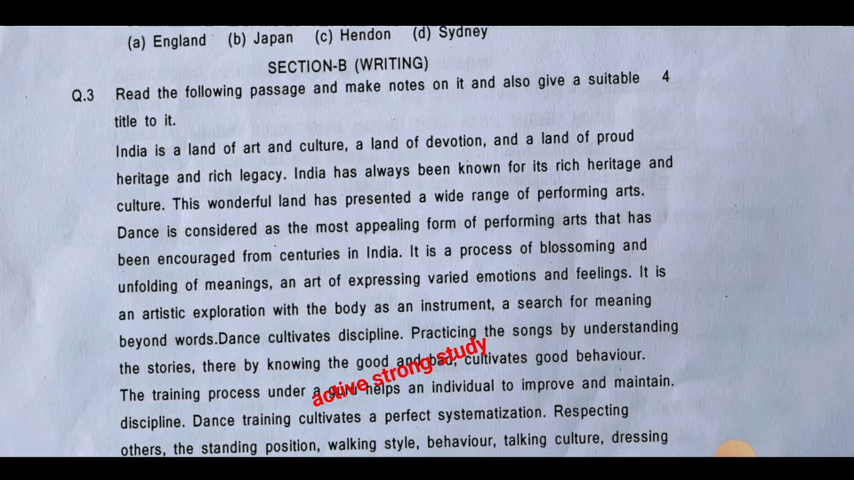 (a) England (b) Japan (c) Hendon (d) Sydney
SECTION-B (WRITING)
Q.3 Read the following passage and make notes on it and also give a suitable 4
title to it.
India is a land of art and culture, a land of devotion, and a land of proud
heritage and rich legacy. India has always been known for its rich heritage and
culture. This wonderful land has presented a wide range of performing arts.
Dance is considered as the most appealing form of performing arts that has
been encouraged from centuries in India. It is a process of blossoming and
unfolding of meanings, an art of expressing varied emotions and feelings. It is
an artistic exploration with the body as an instrument, a search for meaning
beyond words.Dance cultivates discipline. Practicing the songs by understanding
the stories, there by knowing the good and bad, cultivates good behaviour.
The training process under a guru helps an individual to improve and maintain.
discipline. Dance training cultivates a perfect systematization. Respecting
others, the standing position, walking style, behaviour, talking culture, dressing
active strong study